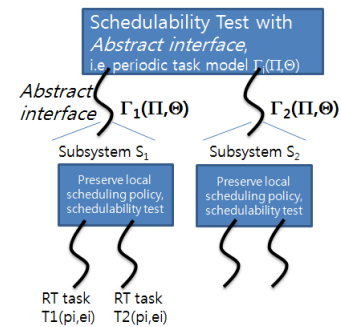 Schedulability Test with
Abstract interface,
i.e. periodic task model Γ(Π,Θ)
Abstract
interface
Γ1(Π,Θ)
Γ2(Π,Θ)
Subsystem S1
Subsystem S2
Preserve local
scheduling policy,
schedulability test
Preserve local
scheduling policy,
schedulability test
RT task
T1(pi,ei)
RT task
T2(pi,ei)